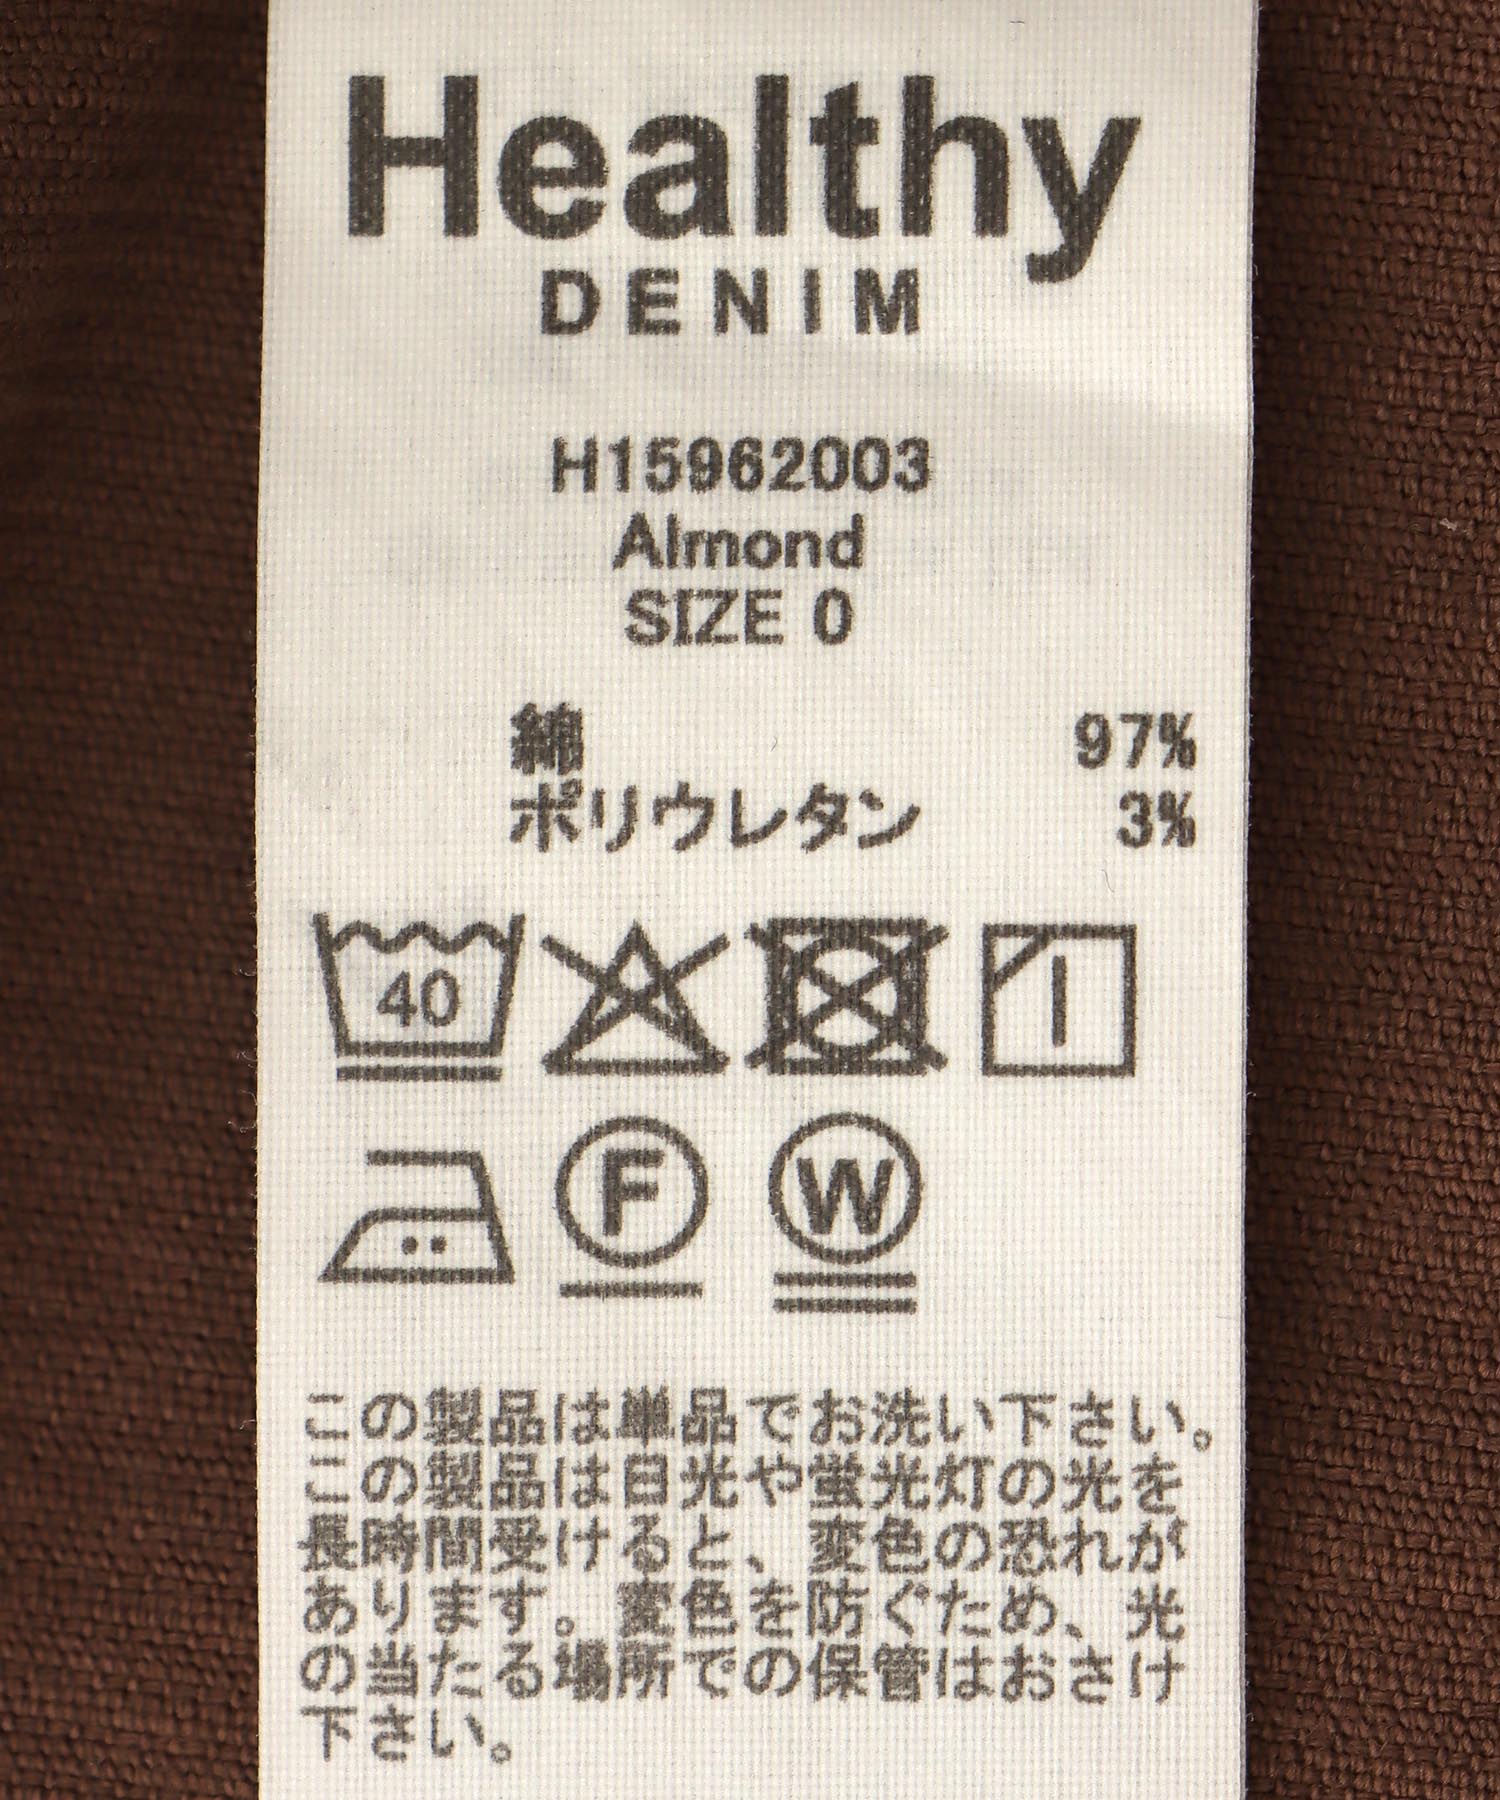 Healthy
DENIM
H15962003
Almond
SIZE 0
綿 97%
ポリウレタン 3%
40
F W
この製品は単品でお洗い下さい。
この製品は日光や蛍光灯の光を
長時間受けると、変色の恐れが
あります。変色を防ぐため、光
の当たる場所での保管はおさけ
下さい。